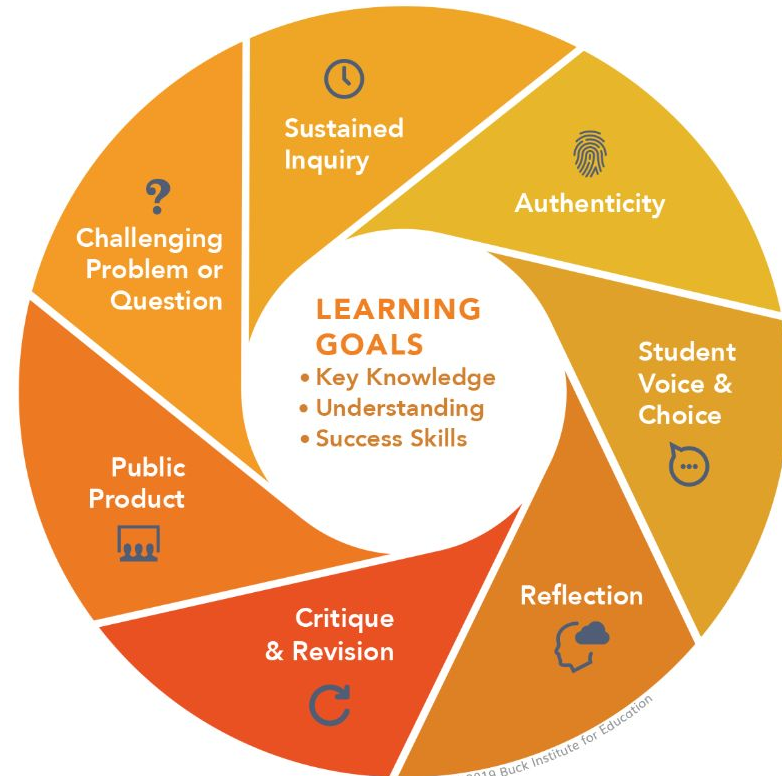 Sustained
Inquiry
Authenticity
?
Challenging
Problem or
Question
LEARNING
GOALS
• Key Knowledge
• Understanding
• Success Skills
Student
Voice &
Choice
Public
Product
Reflection
Critique
& Revision
2019 Buck Institute for Education